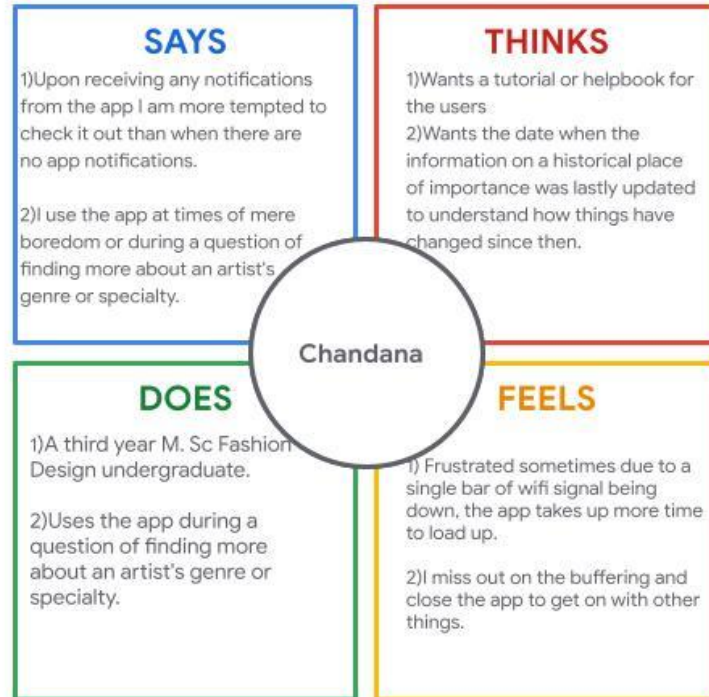 SAYS
1)Upon receiving any notifications
from the app I am more tempted to
check it out than when there are
no app notifications.
2)I use the app at times of mere
boredom or during a question of
finding more about an artist's
genre or specialty.
THINKS
1)Wants a tutorial or helpbook for
the users
2)Wants the date when the
information on a historical place
of importance was lastly updated
to understand how things have
changed since then.
Chandana
DOES
1)A third year M. Sc Fashion
Design undergraduate.
2)Uses the app during a
question of finding more
about an artist's genre or
specialty.
FEELS
1) Frustrated sometimes due to a
single bar of wifi signal being
down, the app takes up more time
to load up.
2)I miss out on the buffering and
close the app to get on with other
things.